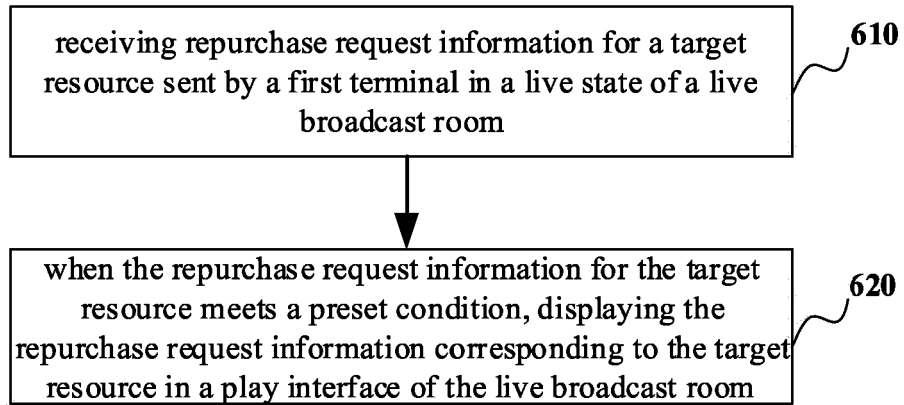 receiving repurchase request information for a target
resource sent by a first terminal in a live state of a live
broadcast room
610
when the repurchase request information for the target
resource meets a preset condition, displaying the
repurchase request information corresponding to the target
resource in a play interface of the live broadcast room
620